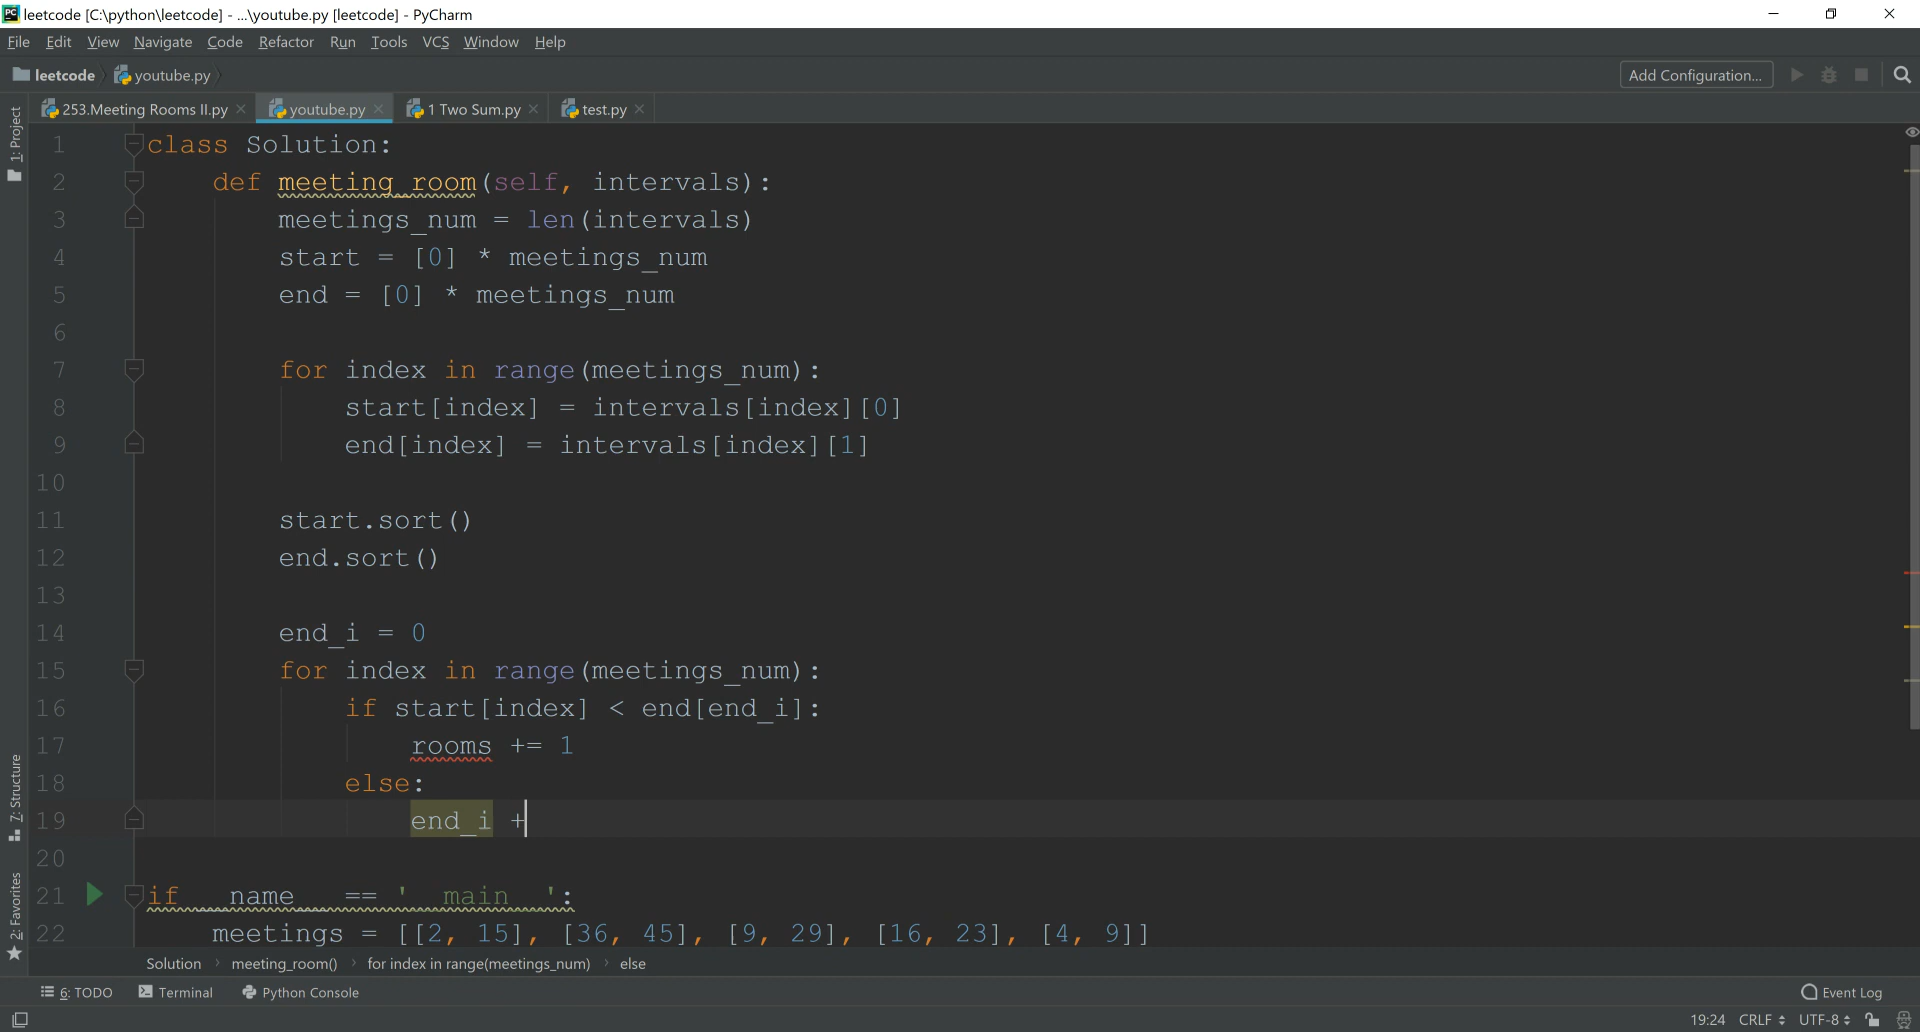 leetcode [C:\python\leetcode] - ...\youtube.py [leetcode] - PyCharm
File Edit View Navigate Code Refactor Run Tools VCS Window Help
leetcode youtube.py Add Configuration...
253.Meeting Rooms II.py youtube.py 1 Two Sum.py test.py
1: Project
7: Structure
2: Favorites
1 class Solution:
2 def meeting_room(self, intervals):
3 meetings_num = len(intervals)
4 start = [0] * meetings_num
5 end = [0] * meetings_num
6
7 for index in range(meetings_num):
8 start[index] = intervals[index][0]
9 end[index] = intervals[index][1]
10
11 start.sort()
12 end.sort()
13
14 end_i = 0
15 for index in range(meetings_num):
16 if start[index] < end[end_i]:
17 rooms += 1
18 else:
19 end_i +
20
21 if __name__ == '__main__':
22 meetings = [[2, 15], [36, 45], [9, 29], [16, 23], [4, 9]]
Solution meeting_room() for index in range(meetings_num) else
6: TODO Terminal Python Console Event Log
19:24 CRLF UTF-8